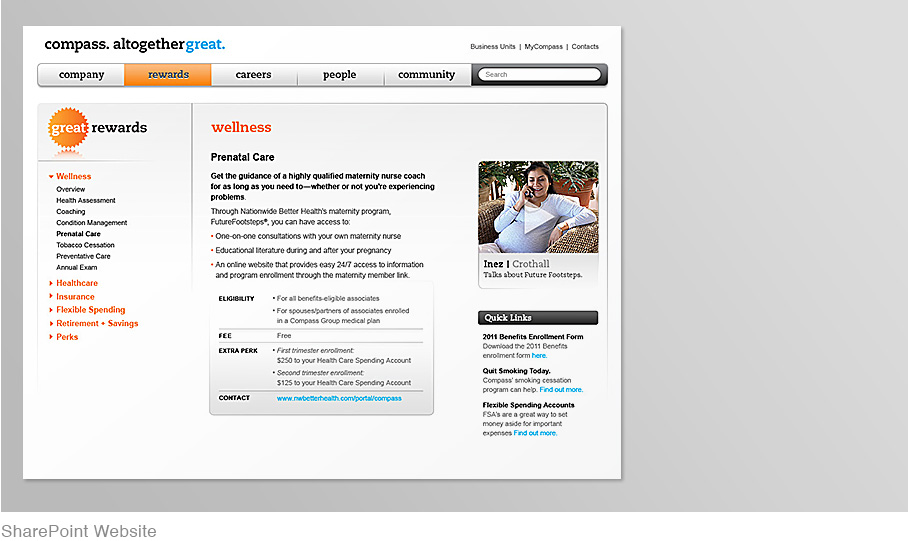 compass. altogethergreat.
Business Units | MyCompass | Contacts
company rewards careers people community Search
great rewards
Wellness
Overview
Health Assessment
Coaching
Condition Management
Prenatal Care
Tobacco Cessation
Preventative Care
Annual Exam
Healthcare
Insurance
Flexible Spending
Retirement + Savings
Perks
wellness
Prenatal Care
Get the guidance of a highly qualified maternity nurse coach
for as long as you need to—whether or not you're experiencing
problems.
Through Nationwide Better Health's maternity program,
FutureFootsteps®, you can have access to:
• One-on-one consultations with your own maternity nurse
• Educational literature during and after your pregnancy
• An online website that provides easy 24/7 access to information
and program enrollment through the maternity member link.
ELIGIBILITY • For all benefits-eligible associates
• For spouses/partners of associates enrolled
in a Compass Group medical plan
FEE Free
EXTRA PERK • First trimester enrollment:
$250 to your Health Care Spending Account
• Second trimester enrollment:
$125 to your Health Care Spending Account
CONTACT www.nwbetterhealth.com/portal/compass
Inez | Crothall
Talks about Future Footsteps.
Quick Links
2011 Benefits Enrollment Form
Download the 2011 Benefits
enrollment form here.
Quit Smoking Today.
Compass' smoking cessation
program can help. Find out more.
Flexible Spending Accounts
FSA's are a great way to set
money aside for important
expenses Find out more.
SharePoint Website